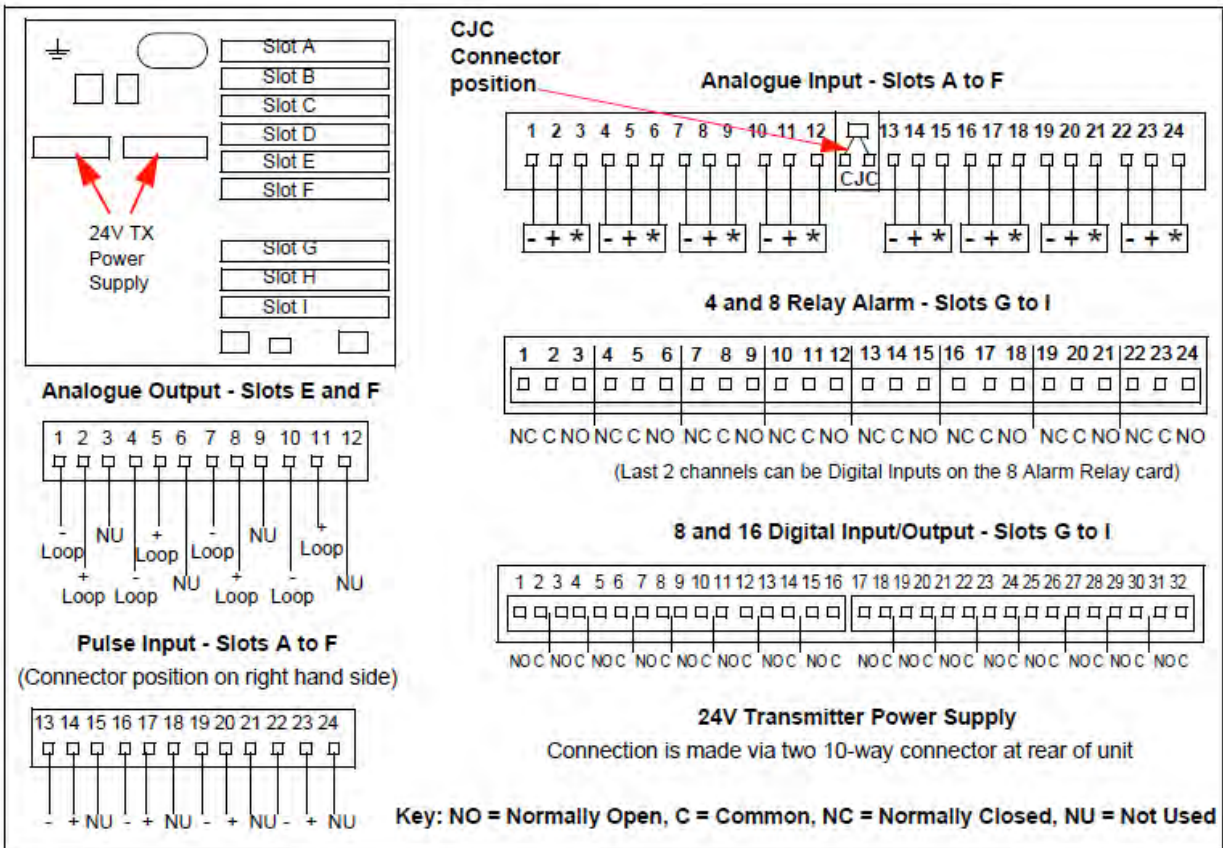 Slot A
Slot B
Slot C
Slot D
Slot E
Slot F
24V TX
Power
Supply
Slot G
Slot H
Slot I
Analogue Output - Slots E and F
1 2 3 4 5 6 7 8 9 10 11 12
- Loop
+ Loop
NU
- Loop
+ Loop
NU
- Loop
+ Loop
NU
- Loop
+ Loop
NU
Pulse Input - Slots A to F
(Connector position on right hand side)
13 14 15 16 17 18 19 20 21 22 23 24
- + NU - + NU - + NU - + NU
CJC
Connector
position
Analogue Input - Slots A to F
1 2 3 4 5 6 7 8 9 10 11 12 13 14 15 16 17 18 19 20 21 22 23 24
CJC
- + * - + * - + * - + * - + * - + * - + * - + *
4 and 8 Relay Alarm - Slots G to I
1 2 3 4 5 6 7 8 9 10 11 12 13 14 15 16 17 18 19 20 21 22 23 24
NC C NO NC C NO NC C NO NC C NO NC C NO NC C NO NC C NO NC C NO
(Last 2 channels can be Digital Inputs on the 8 Alarm Relay card)
8 and 16 Digital Input/Output - Slots G to I
1 2 3 4 5 6 7 8 9 10 11 12 13 14 15 16 17 18 19 20 21 22 23 24 25 26 27 28 29 30 31 32
NO C NO C NO C NO C NO C NO C NO C NO C NO C NO C NO C NO C NO C NO C NO C NO C
24V Transmitter Power Supply
Connection is made via two 10-way connector at rear of unit
Key: NO = Normally Open, C = Common, NC = Normally Closed, NU = Not Used